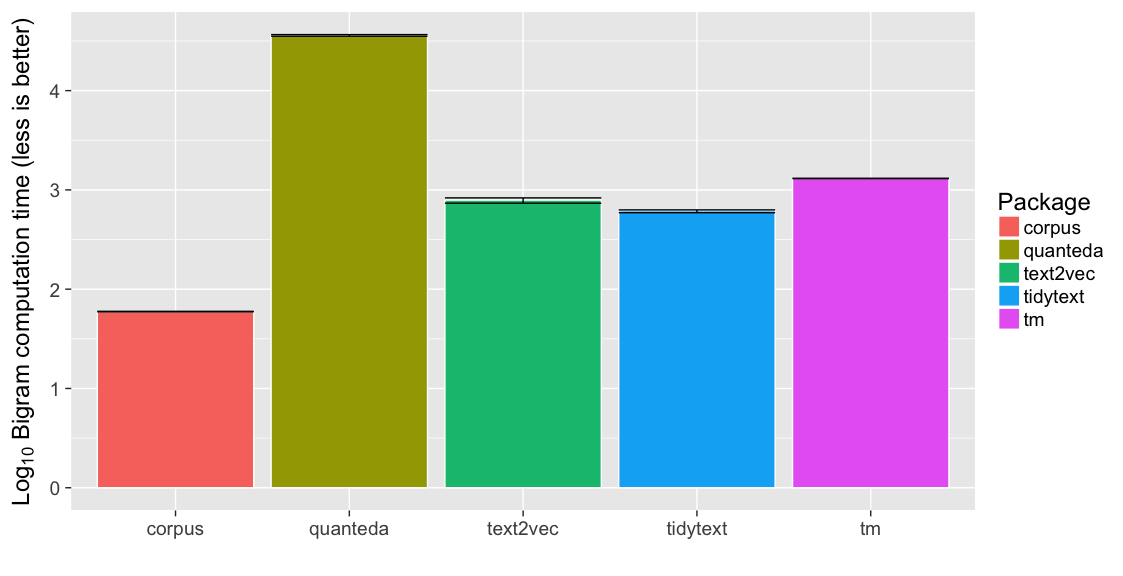 Log₁₀ Bigram computation time (less is better)
4
3
2
1
0
corpus
quanteda
text2vec
tidytext
tm
Package
corpus
quanteda
text2vec
tidytext
tm